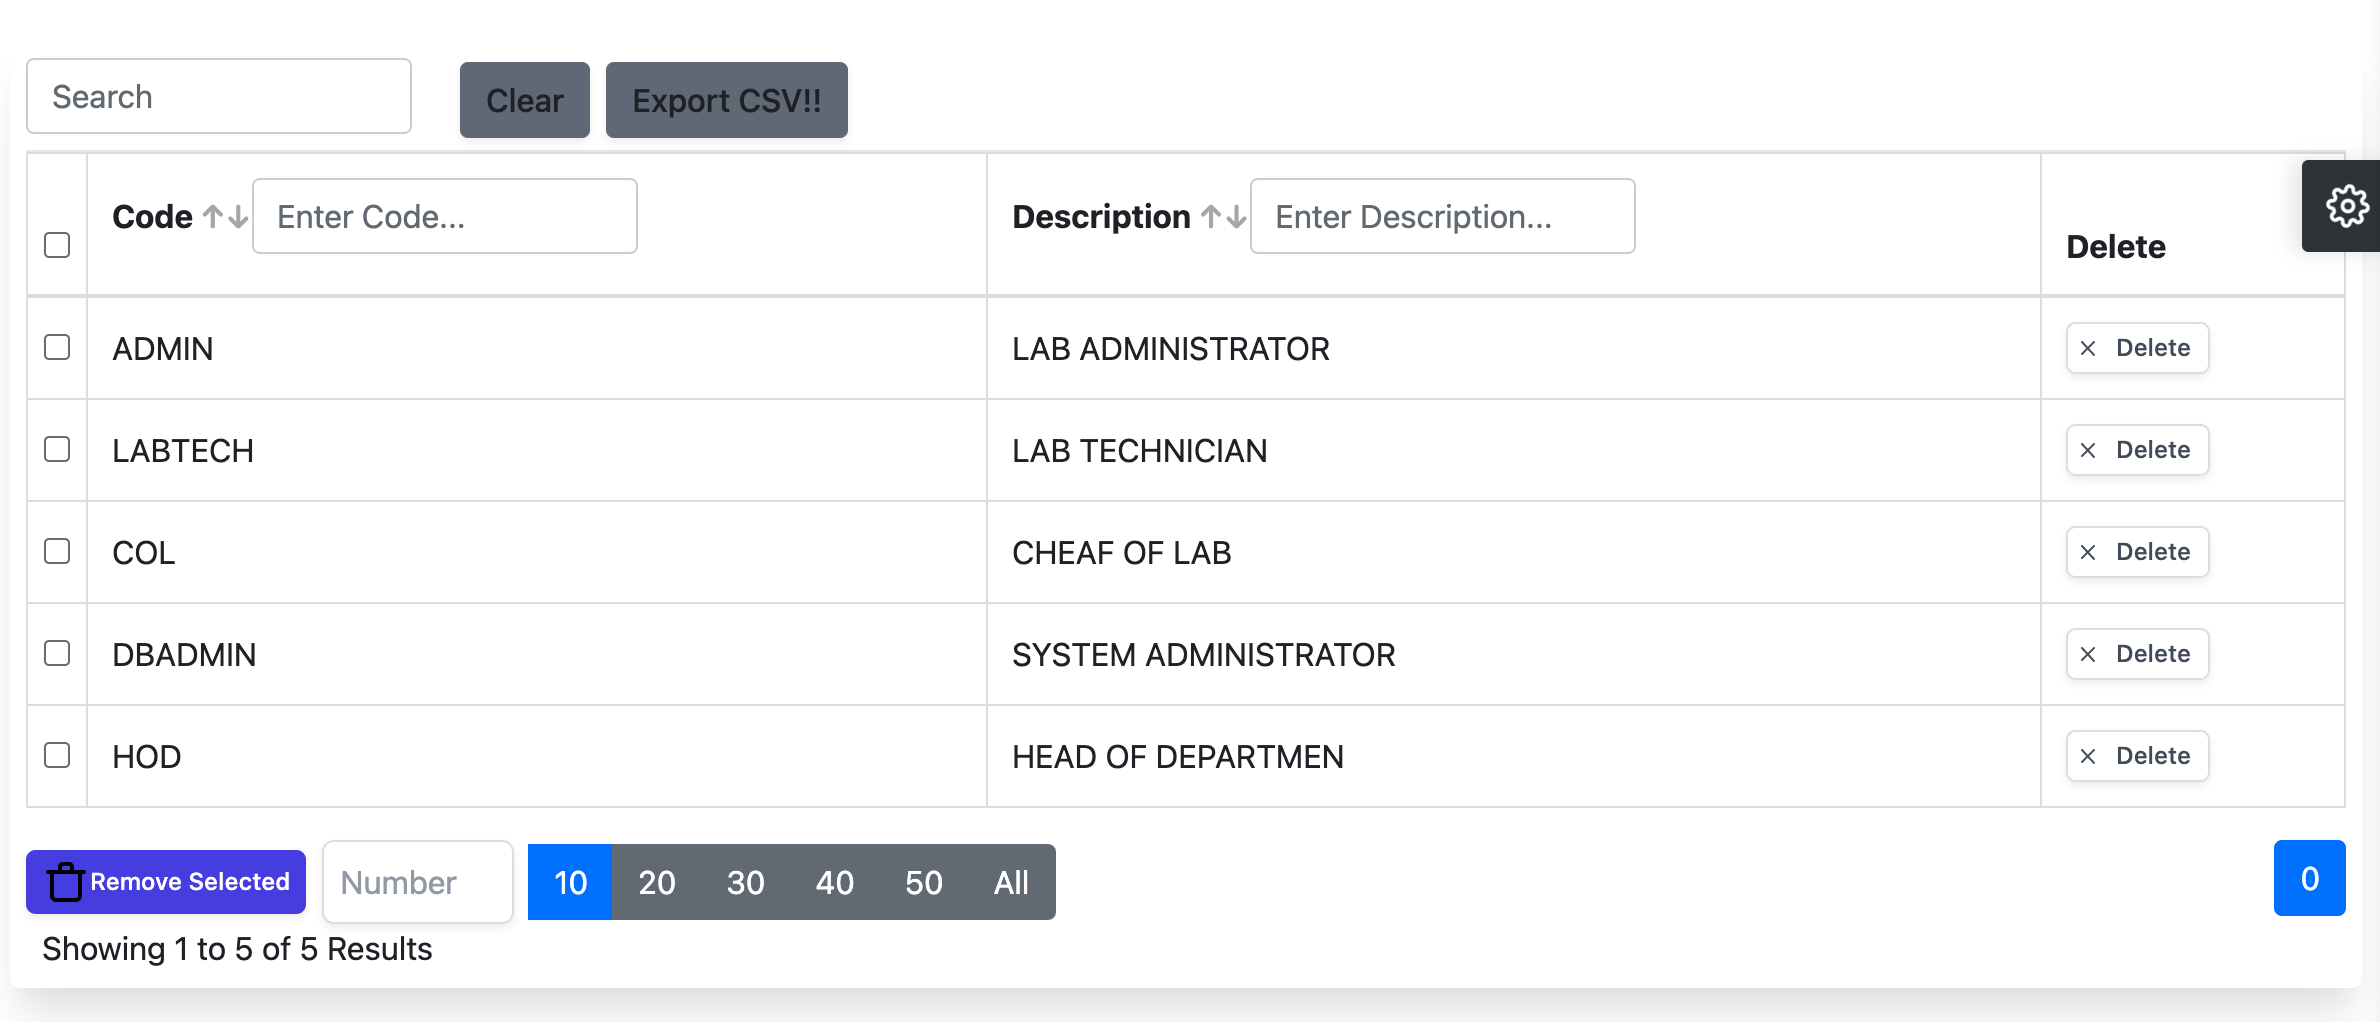 Search Clear Export CSV!!
Code Enter Code... Description Enter Description... Delete
ADMIN LAB ADMINISTRATOR Delete
LABTECH LAB TECHNICIAN Delete
COL CHEAF OF LAB Delete
DBADMIN SYSTEM ADMINISTRATOR Delete
HOD HEAD OF DEPARTMEN Delete
Remove Selected Number 10 20 30 40 50 All 0
Showing 1 to 5 of 5 Results